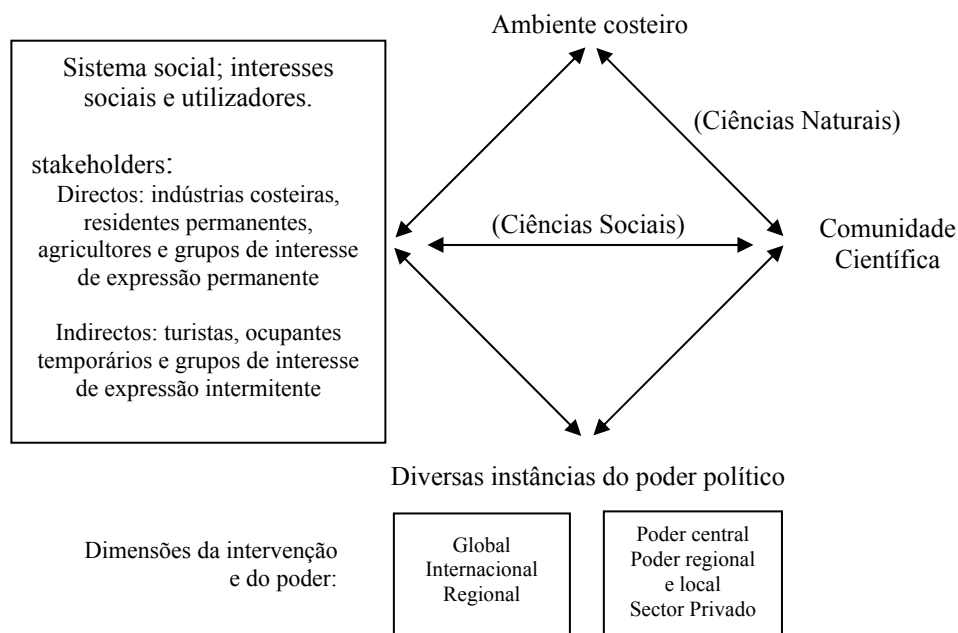 Ambiente costeiro
Sistema social; interesses
sociais e utilizadores.
stakeholders:
Directos: indústrias costeiras,
residentes permanentes,
agricultores e grupos de interesse
de expressão permanente
Indirectos: turistas, ocupantes
temporários e grupos de interesse
de expressão intermitente
(Ciências Naturais)
(Ciências Sociais)
Comunidade
Científica
Diversas instâncias do poder político
Dimensões da intervenção
e do poder:
Global
Internacional
Regional
Poder central
Poder regional
e local
Sector Privado